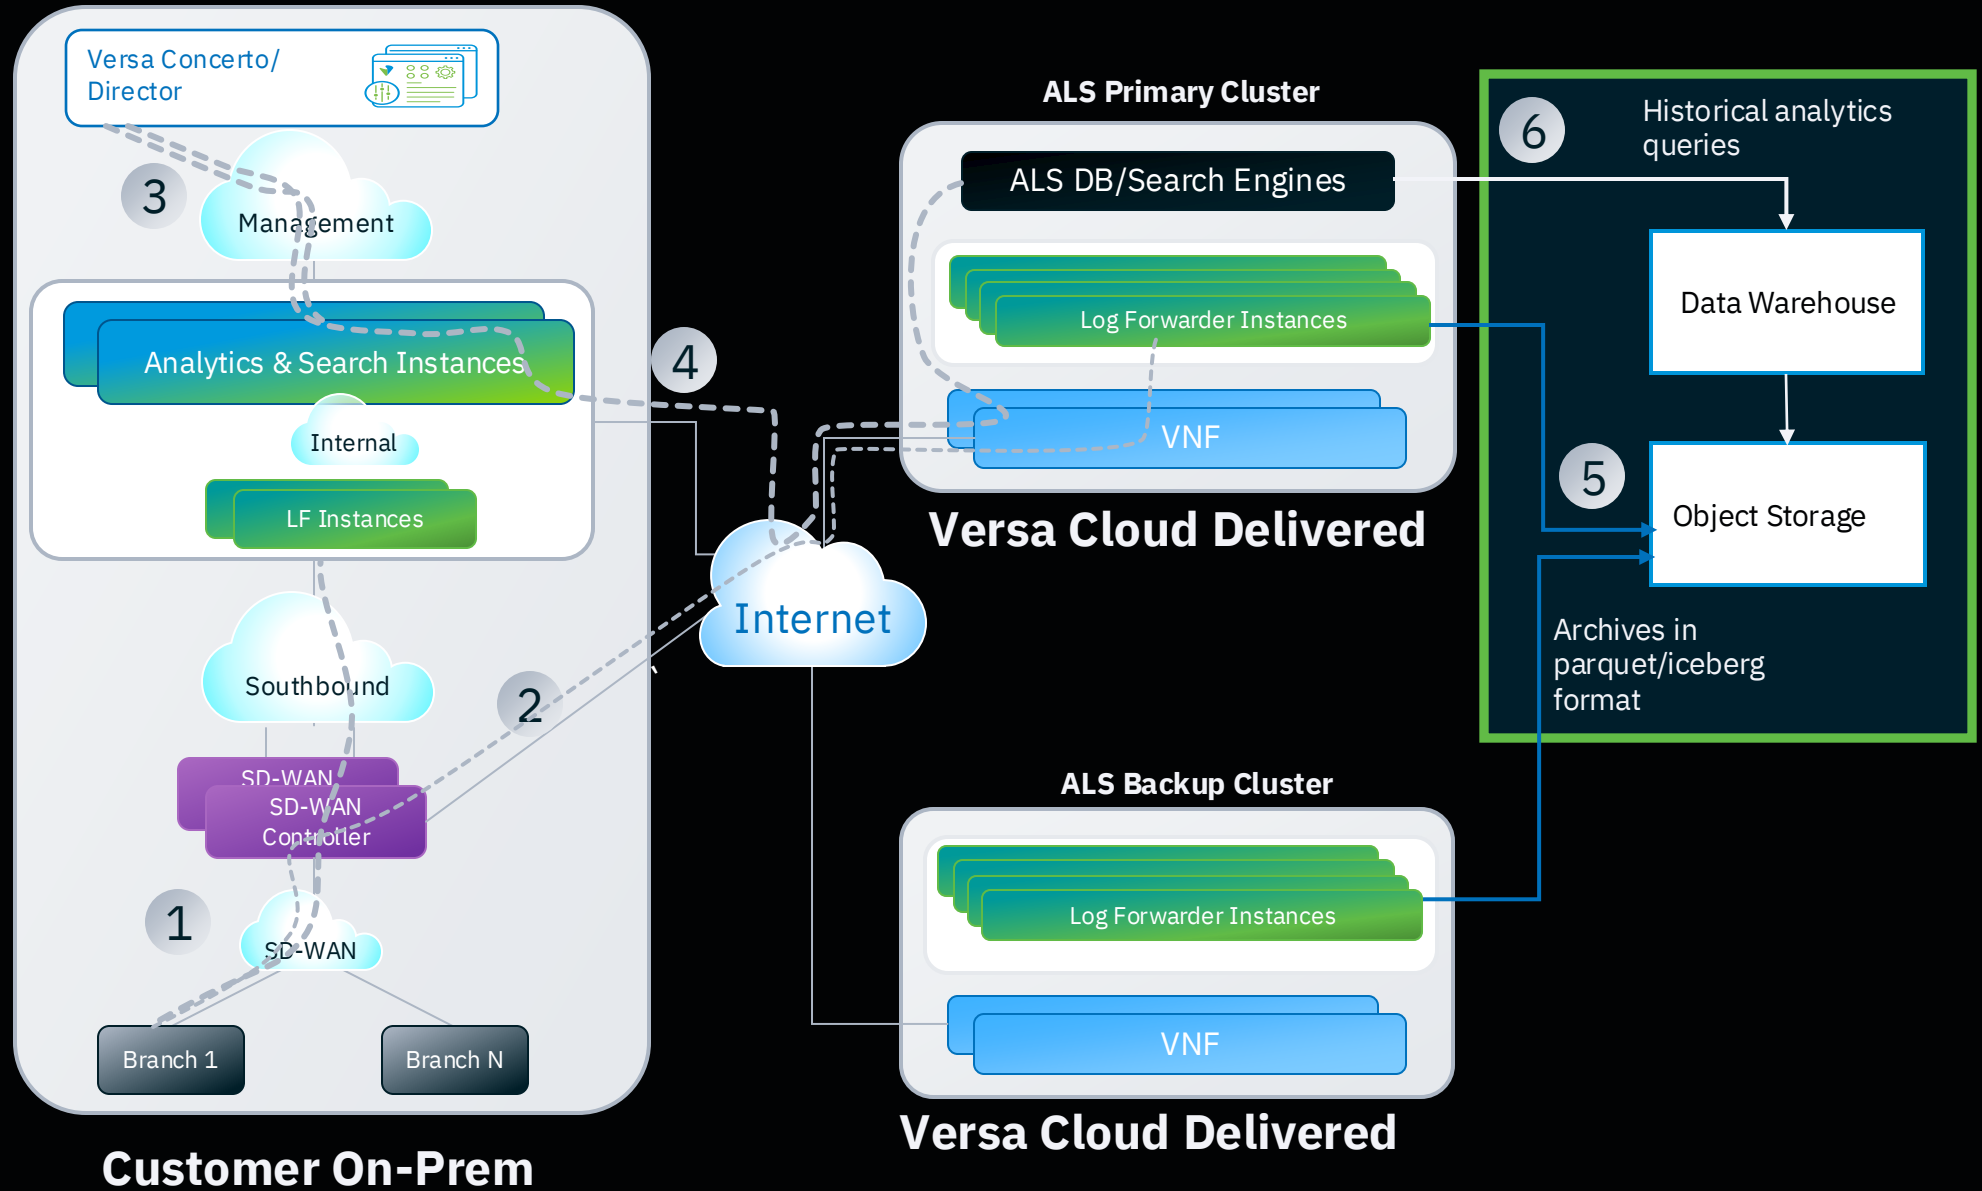 Versa Concerto/
Director
3
Management
Analytics & Search Instances
Internal
LF Instances
4
Southbound
2
SD-WAN
SD-WAN
Controller
1
SD-WAN
Branch 1
Branch N
Customer On-Prem
Internet
ALS Primary Cluster
ALS DB/Search Engines
Log Forwarder Instances
VNF
Versa Cloud Delivered
ALS Backup Cluster
Log Forwarder Instances
VNF
Versa Cloud Delivered
6
Historical analytics
queries
Data Warehouse
5
Object Storage
Archives in
parquet/iceberg
format